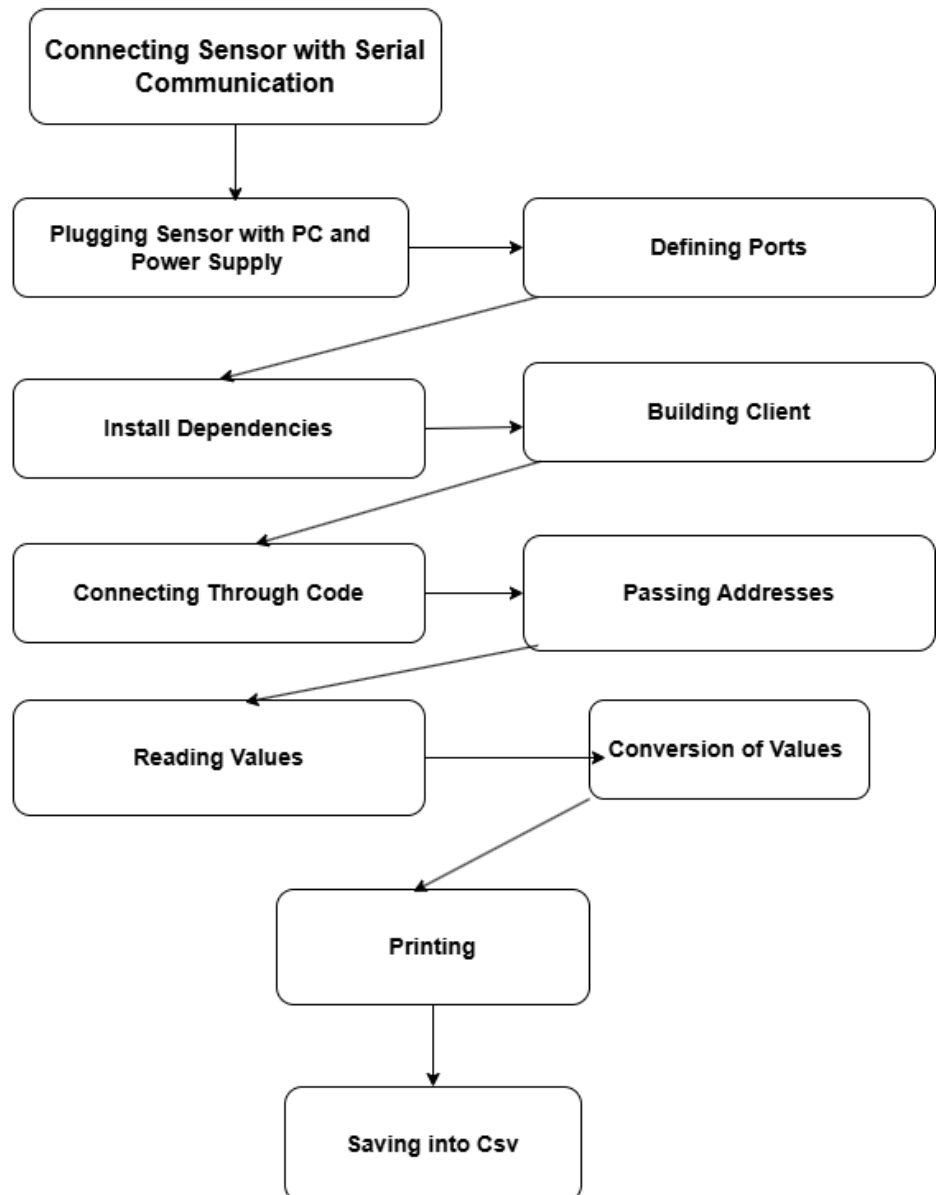 Connecting Sensor with Serial
Communication
Plugging Sensor with PC and
Power Supply
Defining Ports
Install Dependencies
Building Client
Connecting Through Code
Passing Addresses
Reading Values
Conversion of Values
Printing
Saving into Csv